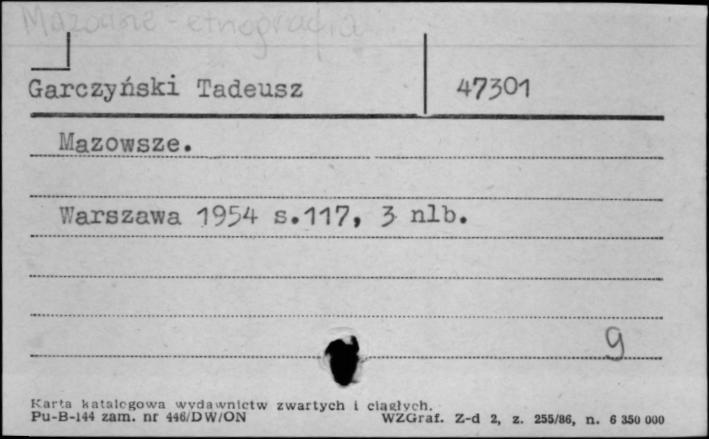 Mazowsze - etnografia
Garczyński Tadeusz 47301
Mazowsze.
Warszawa 1954 s.117, 3 nlb.
g
Karta katalogowa wydawnictw zwartych i ciągłych.
Pu-B-144 zam. nr 446/DW/ON WZGraf. Z-d 2, z. 255/86, n. 6 350 000